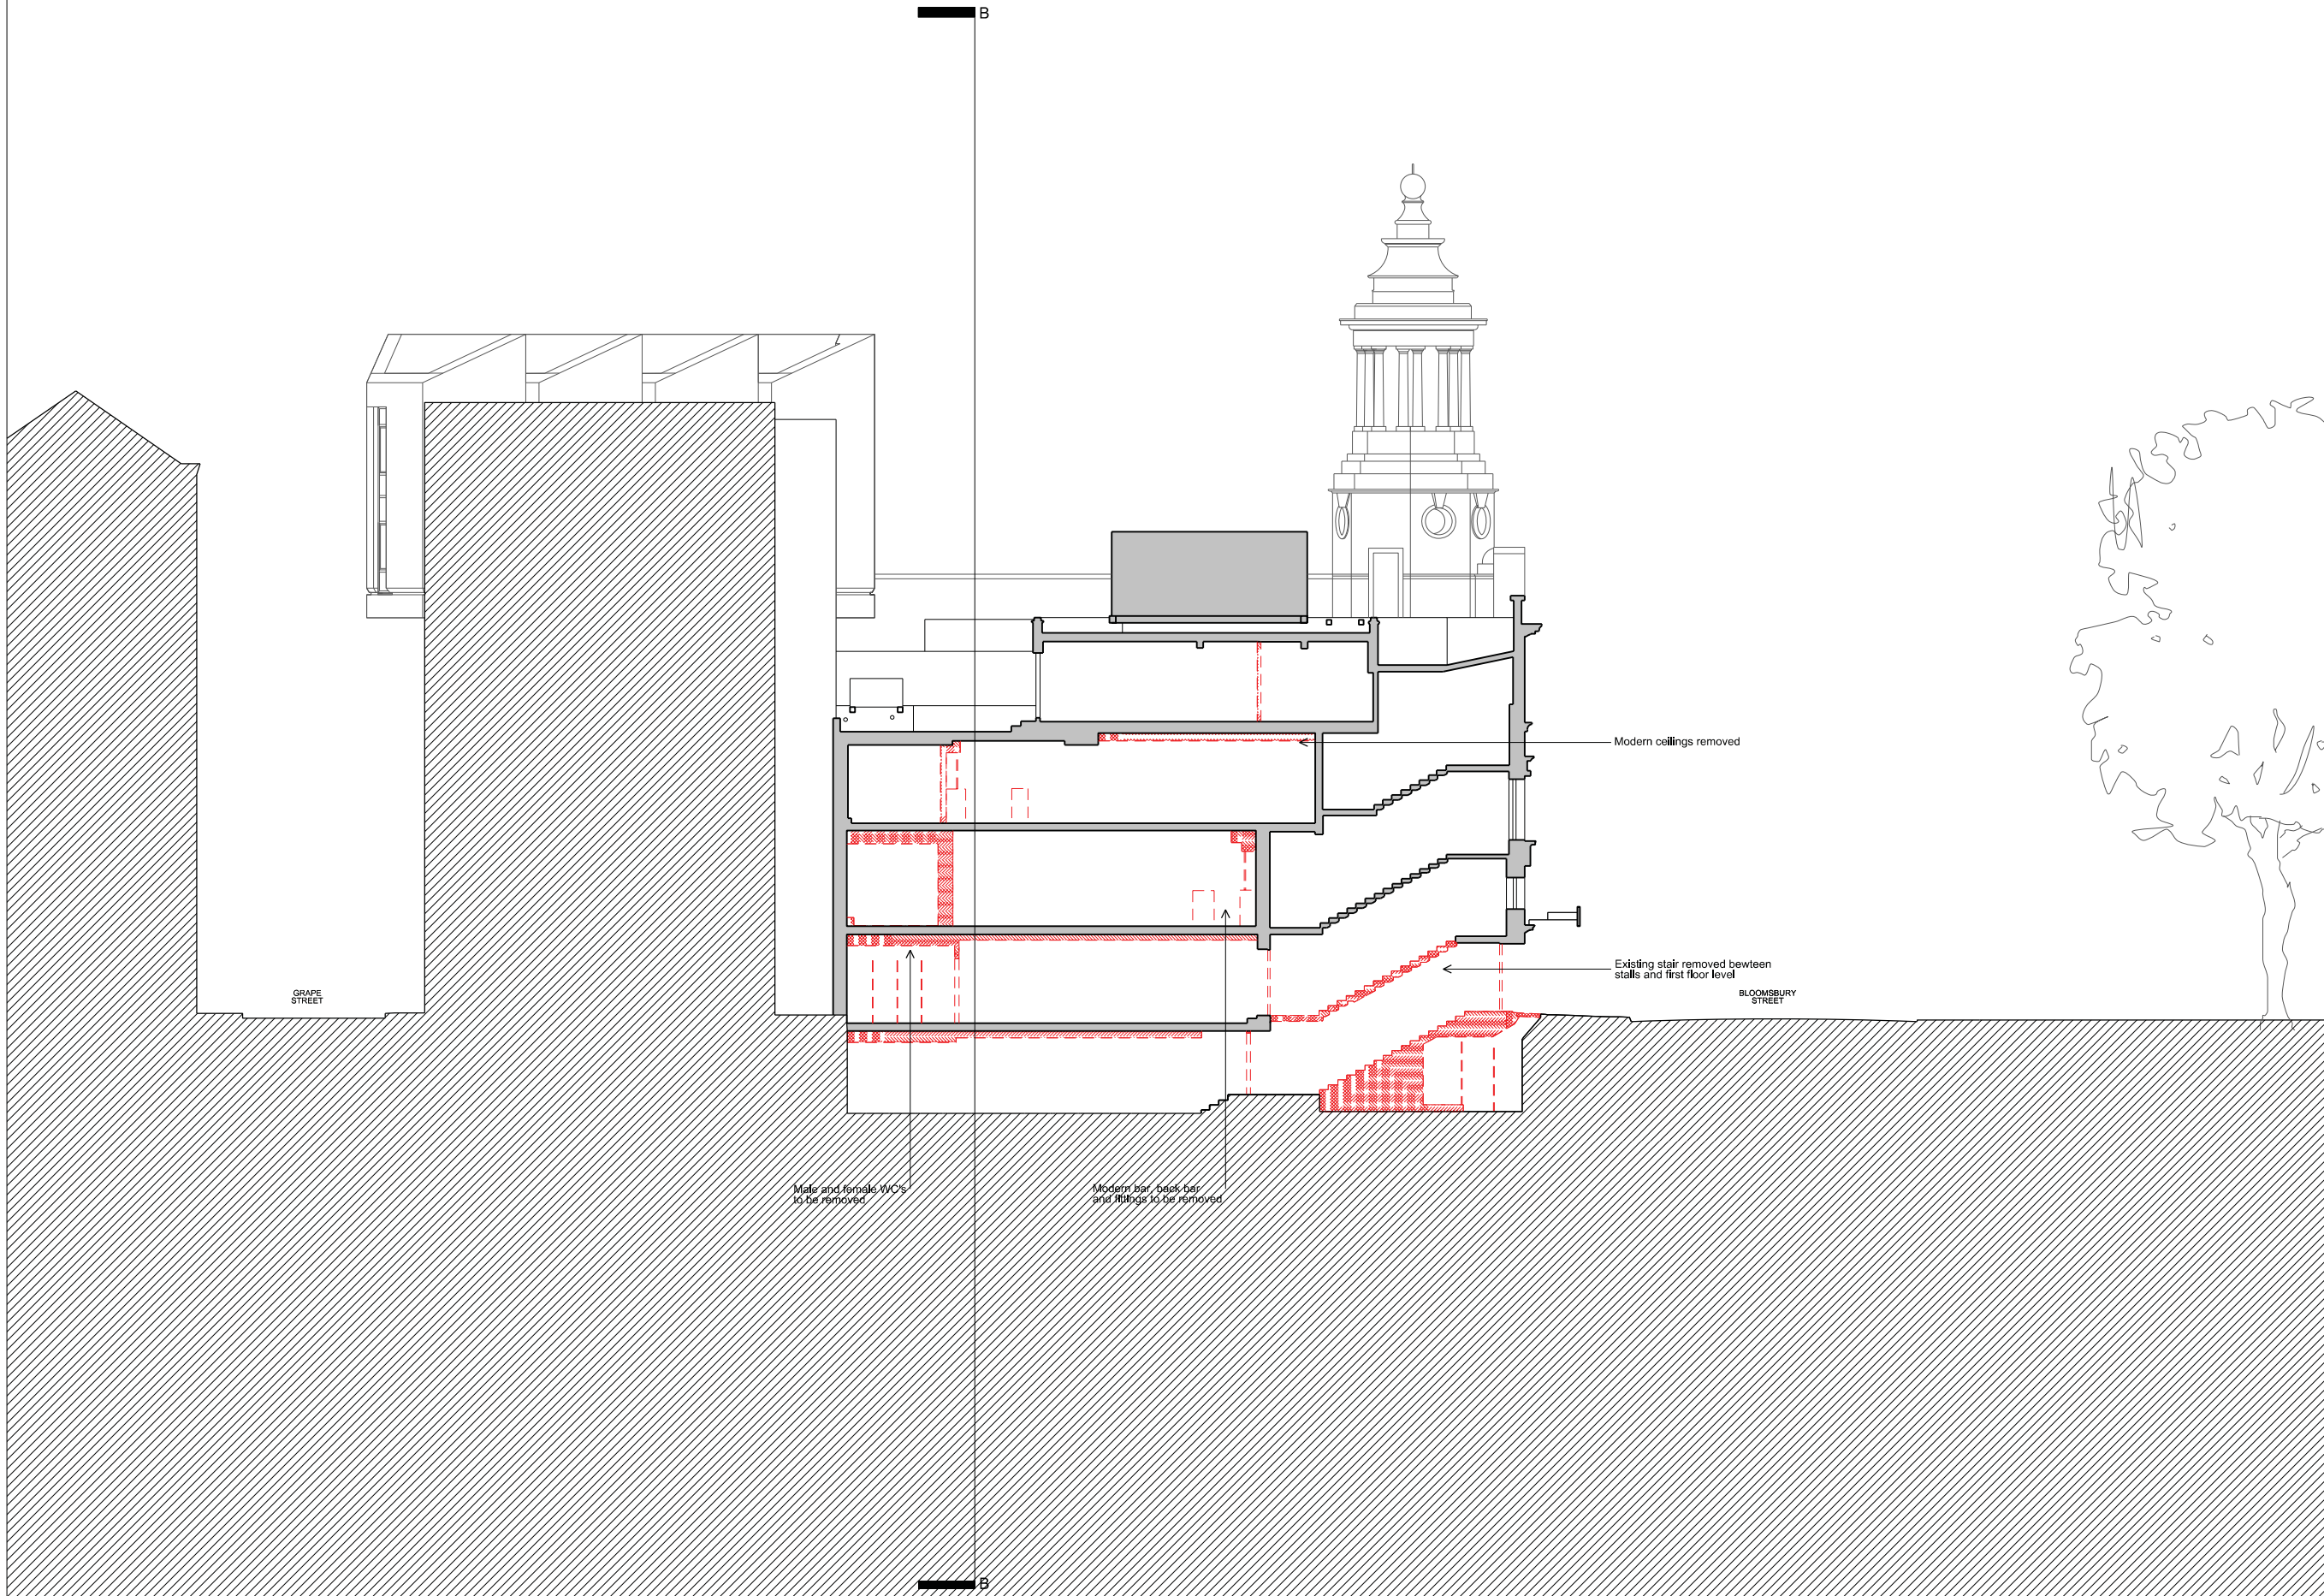 B
Modern ceilings removed
Existing stair removed bewteen
stalls and first floor level
GRAPE
STREET
BLOOMSBURY
STREET
Male and female WC's
to be removed
Modern bar, back bar
and fittings to be removed
B